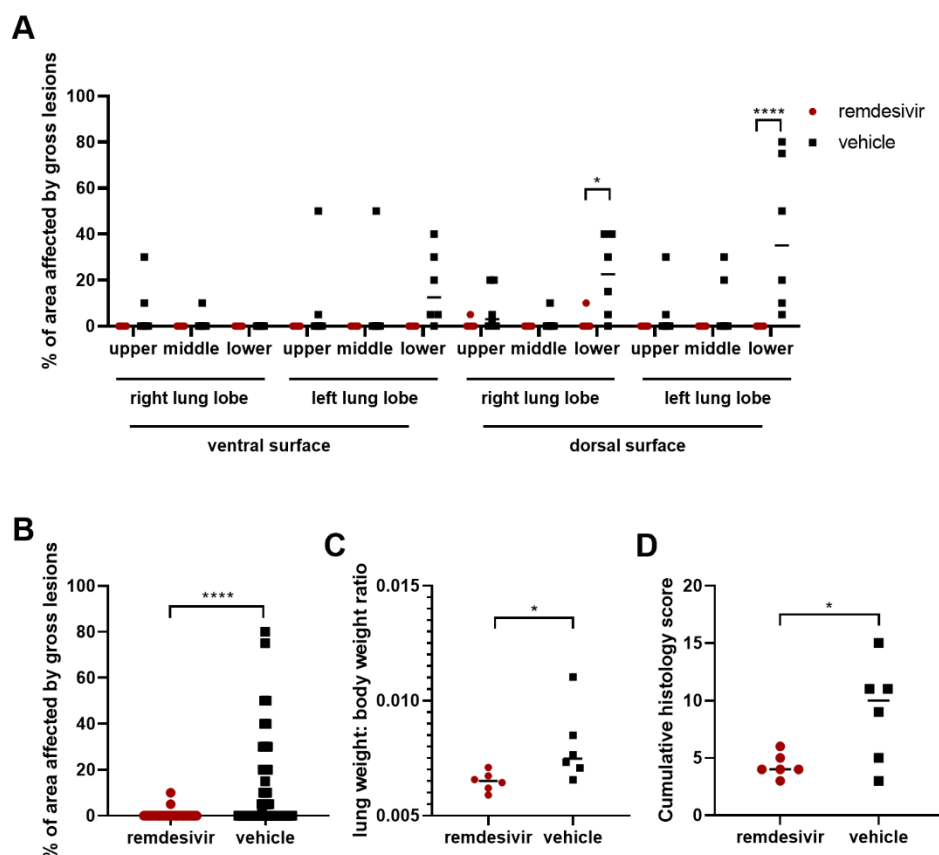 A
% of area affected by gross lesions
100
80
60
40
20
0
remdesivir
vehicle
*
****
upper middle lower upper middle lower upper middle lower upper middle lower
right lung lobe left lung lobe right lung lobe left lung lobe
ventral surface dorsal surface
B
% of area affected by gross lesions
100
80
60
40
20
0
****
remdesivir vehicle
C
lung weight: body weight ratio
0.015
0.010
0.005
*
remdesivir vehicle
D
Cumulative histology score
20
15
10
5
0
*
remdesivir vehicle